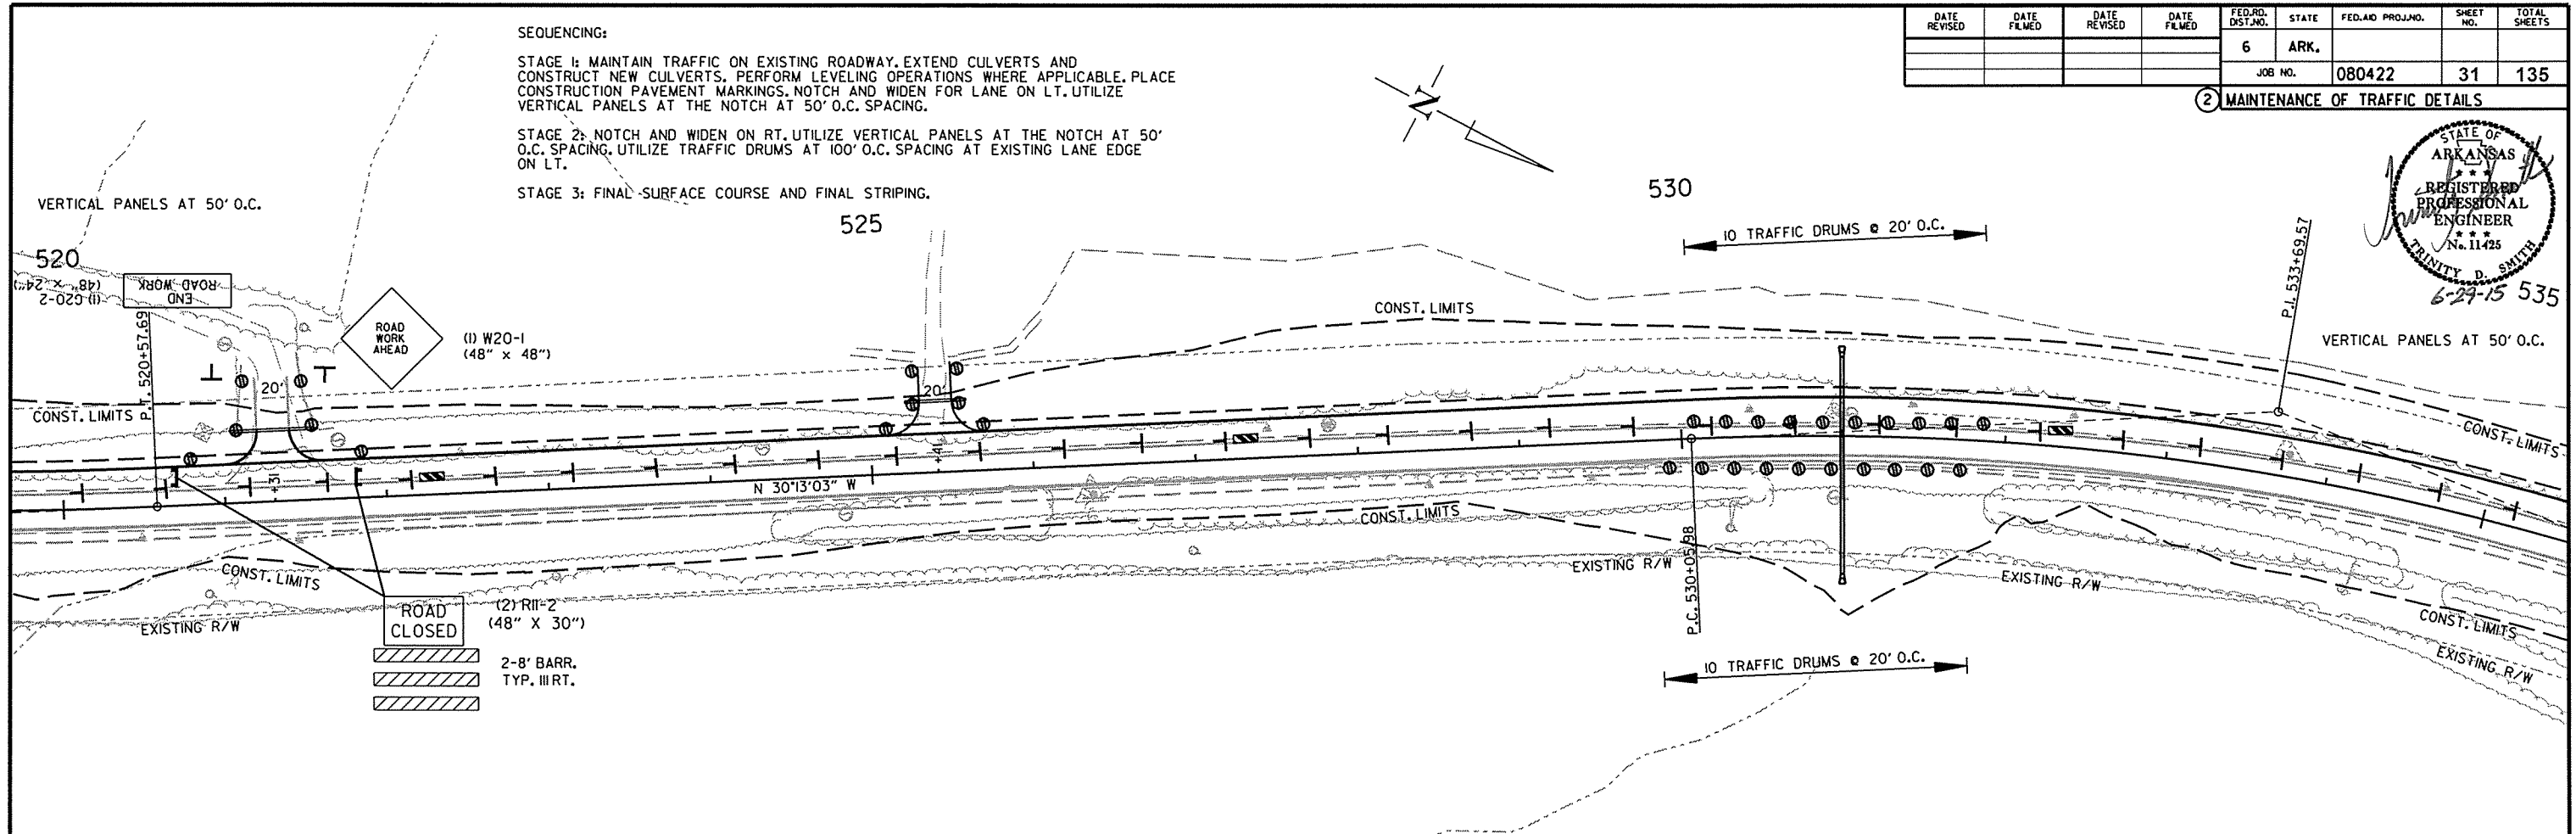 SEQUENCING:
STAGE 1: MAINTAIN TRAFFIC ON EXISTING ROADWAY. EXTEND CULVERTS AND
CONSTRUCT NEW CULVERTS. PERFORM LEVELING OPERATIONS WHERE APPLICABLE. PLACE
CONSTRUCTION PAVEMENT MARKINGS. NOTCH AND WIDEN FOR LANE ON LT. UTILIZE
VERTICAL PANELS AT THE NOTCH AT 50' O.C. SPACING.
STAGE 2: NOTCH AND WIDEN ON RT. UTILIZE VERTICAL PANELS AT THE NOTCH AT 50'
O.C. SPACING. UTILIZE TRAFFIC DRUMS AT 100' O.C. SPACING AT EXISTING LANE EDGE
ON LT.
STAGE 3: FINAL SURFACE COURSE AND FINAL STRIPING.
DATE REVISED
DATE FILMED
DATE REVISED
DATE FILMED
FED.RD. DIST.NO.
STATE
FED.AID PROJ.NO.
SHEET NO.
TOTAL SHEETS
6
ARK.
JOB NO.
080422
31
135
2 MAINTENANCE OF TRAFFIC DETAILS
STATE OF
ARKANSAS
★ ★ ★
REGISTERED
PROFESSIONAL
ENGINEER
★ ★ ★
No. 11425
TRINITY D. SMITH
6-29-15
VERTICAL PANELS AT 50' O.C.
520
525
530
535
10 TRAFFIC DRUMS @ 20' O.C.
P.I. 533+69.57
VERTICAL PANELS AT 50' O.C.
(1) G20-2
(48" x 24")
END
ROAD WORK
P.T. 520+57.69
ROAD
WORK
AHEAD
(1) W20-1
(48" x 48")
20'
20'
CONST. LIMITS
CONST. LIMITS
CONST. LIMITS
+31
+41
N 30°13'03" W
CONST. LIMITS
CONST. LIMITS
EXISTING R/W
EXISTING R/W
EXISTING R/W
P.C. 530+05.98
CONST. LIMITS
EXISTING R/W
ROAD
CLOSED
(2) R11-2
(48" X 30")
2-8' BARR.
TYP. III RT.
10 TRAFFIC DRUMS @ 20' O.C.